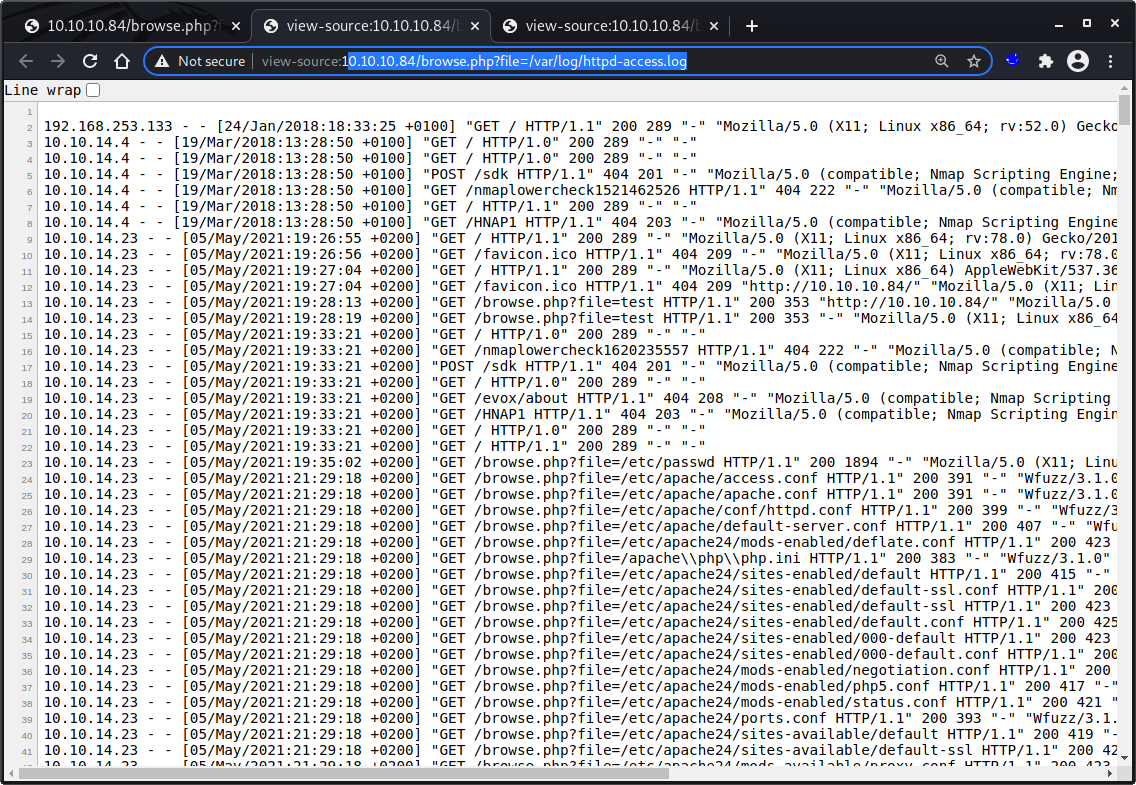 10.10.10.84/browse.php?f
view-source:10.10.10.84/b
view-source:10.10.10.84/b
Not secure
view-source:10.10.10.84/browse.php?file=/var/log/httpd-access.log
Line wrap
1
2 192.168.253.133 - - [24/Jan/2018:18:33:25 +0100] "GET / HTTP/1.1" 200 289 "-" "Mozilla/5.0 (X11; Linux x86_64; rv:52.0) Gecko
3 10.10.14.4 - - [19/Mar/2018:13:28:50 +0100] "GET / HTTP/1.0" 200 289 "-" "-"
4 10.10.14.4 - - [19/Mar/2018:13:28:50 +0100] "GET / HTTP/1.0" 200 289 "-" "-"
5 10.10.14.4 - - [19/Mar/2018:13:28:50 +0100] "POST /sdk HTTP/1.1" 404 201 "-" "Mozilla/5.0 (compatible; Nmap Scripting Engine;
6 10.10.14.4 - - [19/Mar/2018:13:28:50 +0100] "GET /nmaplowercheck1521462526 HTTP/1.1" 404 222 "-" "Mozilla/5.0 (compatible; Nm
7 10.10.14.4 - - [19/Mar/2018:13:28:50 +0100] "GET / HTTP/1.1" 200 289 "-" "-"
8 10.10.14.4 - - [19/Mar/2018:13:28:50 +0100] "GET /HNAP1 HTTP/1.1" 404 203 "-" "Mozilla/5.0 (compatible; Nmap Scripting Engine
9 10.10.14.23 - - [05/May/2021:19:26:55 +0200] "GET / HTTP/1.1" 200 289 "-" "Mozilla/5.0 (X11; Linux x86_64; rv:78.0) Gecko/201
10 10.10.14.23 - - [05/May/2021:19:26:56 +0200] "GET /favicon.ico HTTP/1.1" 404 209 "-" "Mozilla/5.0 (X11; Linux x86_64; rv:78.0
11 10.10.14.23 - - [05/May/2021:19:27:04 +0200] "GET / HTTP/1.1" 200 289 "-" "Mozilla/5.0 (X11; Linux x86_64) AppleWebKit/537.36
12 10.10.14.23 - - [05/May/2021:19:27:04 +0200] "GET /favicon.ico HTTP/1.1" 404 209 "http://10.10.10.84/" "Mozilla/5.0 (X11; Lin
13 10.10.14.23 - - [05/May/2021:19:28:13 +0200] "GET /browse.php?file=test HTTP/1.1" 200 353 "http://10.10.10.84/" "Mozilla/5.0
14 10.10.14.23 - - [05/May/2021:19:28:19 +0200] "GET /browse.php?file=test HTTP/1.1" 200 353 "-" "Mozilla/5.0 (X11; Linux x86_64
15 10.10.14.23 - - [05/May/2021:19:33:21 +0200] "GET / HTTP/1.0" 200 289 "-" "-"
16 10.10.14.23 - - [05/May/2021:19:33:21 +0200] "GET /nmaplowercheck1620235557 HTTP/1.1" 404 222 "-" "Mozilla/5.0 (compatible; N
17 10.10.14.23 - - [05/May/2021:19:33:21 +0200] "POST /sdk HTTP/1.1" 404 201 "-" "Mozilla/5.0 (compatible; Nmap Scripting Engine
18 10.10.14.23 - - [05/May/2021:19:33:21 +0200] "GET / HTTP/1.0" 200 289 "-" "-"
19 10.10.14.23 - - [05/May/2021:19:33:21 +0200] "GET /evox/about HTTP/1.1" 404 208 "-" "Mozilla/5.0 (compatible; Nmap Scripting
20 10.10.14.23 - - [05/May/2021:19:33:21 +0200] "GET /HNAP1 HTTP/1.1" 404 203 "-" "Mozilla/5.0 (compatible; Nmap Scripting Engin
21 10.10.14.23 - - [05/May/2021:19:33:21 +0200] "GET / HTTP/1.0" 200 289 "-" "-"
22 10.10.14.23 - - [05/May/2021:19:33:21 +0200] "GET / HTTP/1.1" 200 289 "-" "-"
23 10.10.14.23 - - [05/May/2021:19:35:02 +0200] "GET /browse.php?file=/etc/passwd HTTP/1.1" 200 1894 "-" "Mozilla/5.0 (X11; Linu
24 10.10.14.23 - - [05/May/2021:21:29:18 +0200] "GET /browse.php?file=/etc/apache/access.conf HTTP/1.1" 200 391 "-" "Wfuzz/3.1.0
25 10.10.14.23 - - [05/May/2021:21:29:18 +0200] "GET /browse.php?file=/etc/apache/apache.conf HTTP/1.1" 200 391 "-" "Wfuzz/3.1.0
26 10.10.14.23 - - [05/May/2021:21:29:18 +0200] "GET /browse.php?file=/etc/apache/conf/httpd.conf HTTP/1.1" 200 399 "-" "Wfuzz/3
27 10.10.14.23 - - [05/May/2021:21:29:18 +0200] "GET /browse.php?file=/etc/apache/default-server.conf HTTP/1.1" 200 407 "-" "Wfu
28 10.10.14.23 - - [05/May/2021:21:29:18 +0200] "GET /browse.php?file=/etc/apache24/mods-enabled/deflate.conf HTTP/1.1" 200 423
29 10.10.14.23 - - [05/May/2021:21:29:18 +0200] "GET /browse.php?file=/apache\\php\\php.ini HTTP/1.1" 200 383 "-" "Wfuzz/3.1.0"
30 10.10.14.23 - - [05/May/2021:21:29:18 +0200] "GET /browse.php?file=/etc/apache24/sites-enabled/default HTTP/1.1" 200 415 "-"
31 10.10.14.23 - - [05/May/2021:21:29:18 +0200] "GET /browse.php?file=/etc/apache24/sites-enabled/default-ssl.conf HTTP/1.1" 200
32 10.10.14.23 - - [05/May/2021:21:29:18 +0200] "GET /browse.php?file=/etc/apache24/sites-enabled/default-ssl HTTP/1.1" 200 423
33 10.10.14.23 - - [05/May/2021:21:29:18 +0200] "GET /browse.php?file=/etc/apache24/sites-enabled/default.conf HTTP/1.1" 200 425
34 10.10.14.23 - - [05/May/2021:21:29:18 +0200] "GET /browse.php?file=/etc/apache24/sites-enabled/000-default HTTP/1.1" 200 423
35 10.10.14.23 - - [05/May/2021:21:29:18 +0200] "GET /browse.php?file=/etc/apache24/sites-enabled/000-default.conf HTTP/1.1" 200
36 10.10.14.23 - - [05/May/2021:21:29:18 +0200] "GET /browse.php?file=/etc/apache24/mods-enabled/negotiation.conf HTTP/1.1" 200
37 10.10.14.23 - - [05/May/2021:21:29:18 +0200] "GET /browse.php?file=/etc/apache24/mods-enabled/php5.conf HTTP/1.1" 200 417 "-"
38 10.10.14.23 - - [05/May/2021:21:29:18 +0200] "GET /browse.php?file=/etc/apache24/mods-enabled/status.conf HTTP/1.1" 200 421 "
39 10.10.14.23 - - [05/May/2021:21:29:18 +0200] "GET /browse.php?file=/etc/apache24/ports.conf HTTP/1.1" 200 393 "-" "Wfuzz/3.1.
40 10.10.14.23 - - [05/May/2021:21:29:18 +0200] "GET /browse.php?file=/etc/apache24/sites-available/default HTTP/1.1" 200 419 "-
41 10.10.14.23 - - [05/May/2021:21:29:18 +0200] "GET /browse.php?file=/etc/apache24/sites-available/default-ssl HTTP/1.1" 200 42
10.10.14.23 - - [05/May/2021:21:29:18 +0200] "GET /browse.php?file=/etc/apache24/mods-available/proxy.conf HTTP/1.1" 200 423